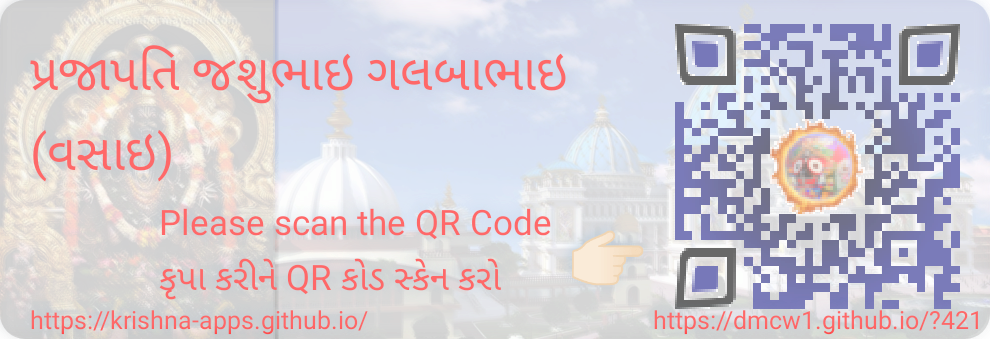 પ્રજાપતિ જશુભાઇ ગલબાભાઇ
(વસાઇ)
Please scan the QR Code
કૃપા કરીને QR કોડ સ્કેન કરો
https://krishna-apps.github.io/
https://dmcw1.github.io/?421